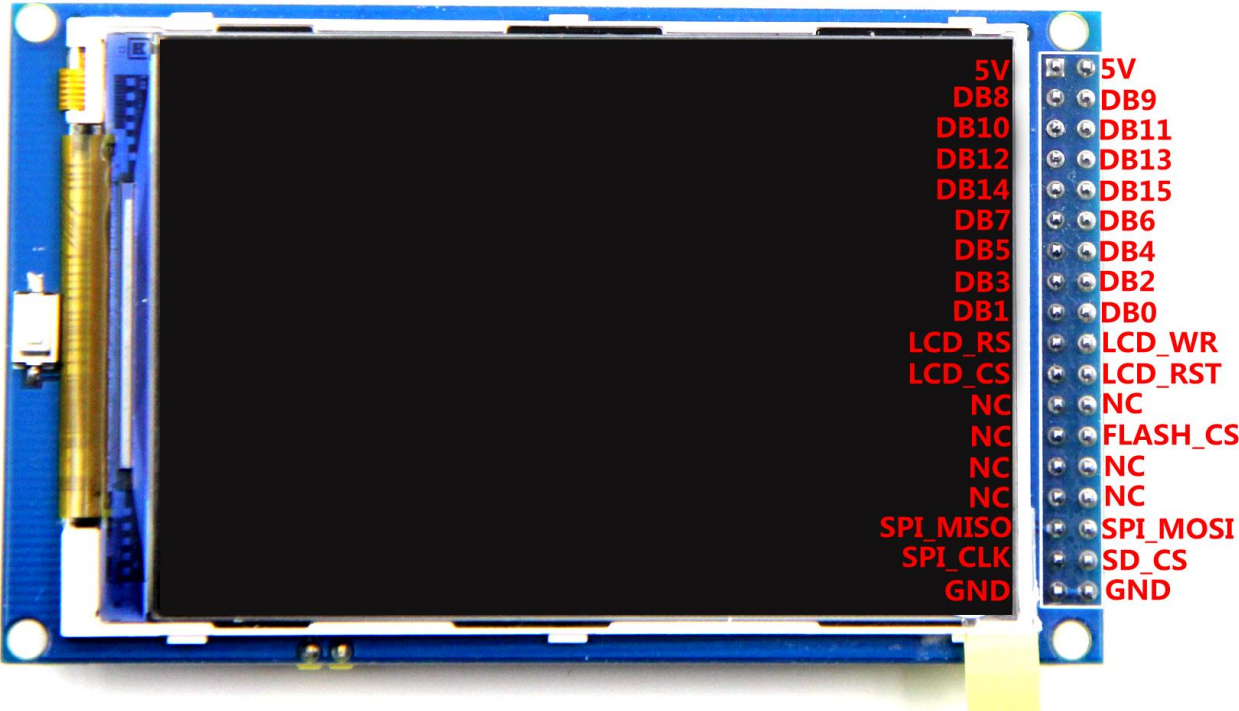 5V 5V
DB8 DB9
DB10 DB11
DB12 DB13
DB14 DB15
DB7 DB6
DB5 DB4
DB3 DB2
DB1 DB0
LCD_RS LCD_WR
LCD_CS LCD_RST
NC NC
NC FLASH_CS
NC NC
NC NC
SPI_MISO SPI_MOSI
SPI_CLK SD_CS
GND GND